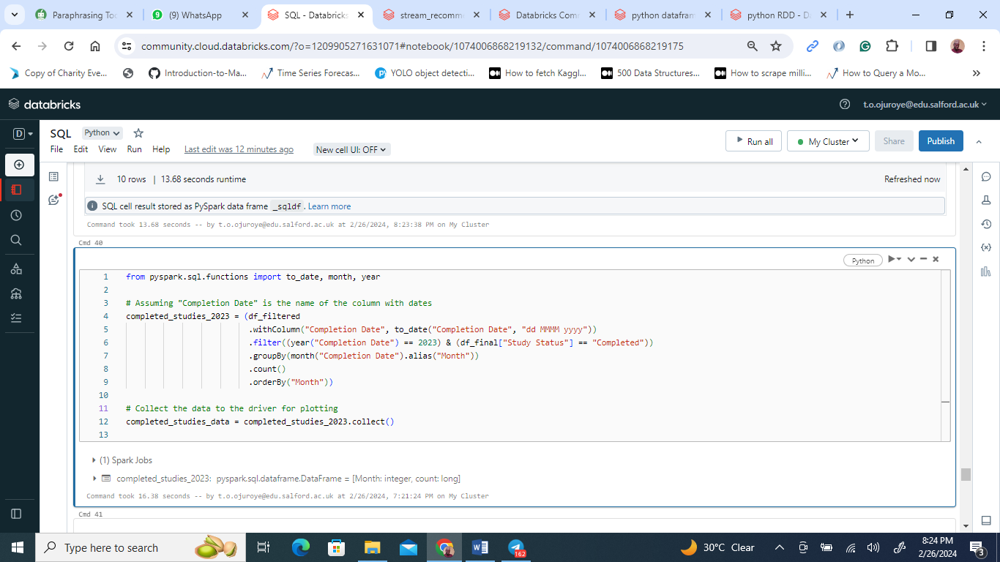 Paraphrasing Too
(9) WhatsApp
SQL - Databricks
stream_recomme
Databricks Com
python datafram
python RDD - D
community.cloud.databricks.com/?o=1209905271631071#notebook/1074006868219132/command/1074006868219175
Copy of Charity Eve...
Introduction-to-Ma...
Time Series Forecas...
YOLO object detecti...
How to fetch Kaggl...
500 Data Structures...
How to scrape milli...
How to Query a Mo...
databricks
t.o.ojuroye@edu.salford.ac.uk
D
SQL
Python
File Edit View Run Help
Last edit was 12 minutes ago
New cell UI: OFF
Run all
My Cluster
Share
Publish
10 rows | 13.68 seconds runtime
Refreshed now
SQL cell result stored as PySpark data frame _sqldf. Learn more
Command took 13.68 seconds -- by t.o.ojuroye@edu.salford.ac.uk at 2/26/2024, 8:23:38 PM on My Cluster
Cmd 40
Python
1 from pyspark.sql.functions import to_date, month, year
2
3 # Assuming "Completion Date" is the name of the column with dates
4 completed_studies_2023 = (df_filtered
5 .withColumn("Completion Date", to_date("Completion Date", "dd MMMM yyyy"))
6 .filter((year("Completion Date") == 2023) & (df_final["Study Status"] == "Completed"))
7 .groupBy(month("Completion Date").alias("Month"))
8 .count()
9 .orderBy("Month"))
10
11 # Collect the data to the driver for plotting
12 completed_studies_data = completed_studies_2023.collect()
13
(1) Spark Jobs
completed_studies_2023: pyspark.sql.dataframe.DataFrame = [Month: integer, count: long]
Command took 16.38 seconds -- by t.o.ojuroye@edu.salford.ac.uk at 2/26/2024, 7:21:24 PM on My Cluster
Cmd 41
Type here to search
162
30°C Clear
8:24 PM
2/26/2024
3